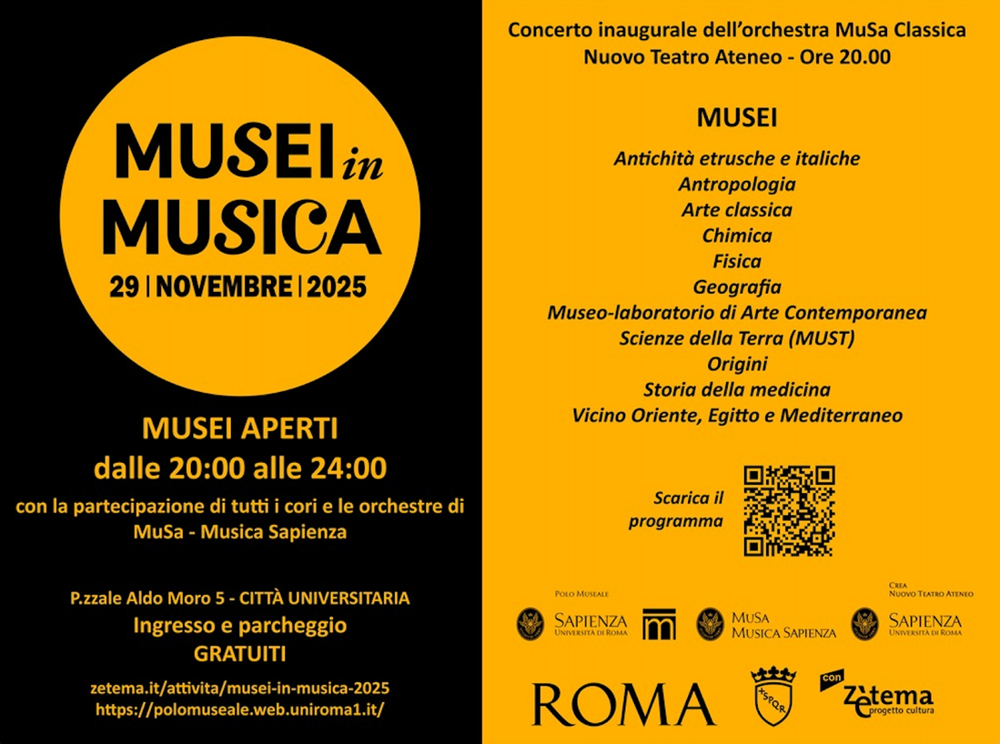 MUSEI in
MUSICA
29 | NOVEMBRE | 2025
MUSEI APERTI
dalle 20:00 alle 24:00
con la partecipazione di tutti i cori e le orchestre di
MuSa - Musica Sapienza
P.zzale Aldo Moro 5 - CITTÀ UNIVERSITARIA
Ingresso e parcheggio
GRATUITI
zetema.it/attivita/musei-in-musica-2025
https://polomuseale.web.uniroma1.it/
Concerto inaugurale dell'orchestra MuSa Classica
Nuovo Teatro Ateneo - Ore 20.00
MUSEI
Antichità etrusche e italiche
Antropologia
Arte classica
Chimica
Fisica
Geografia
Museo-laboratorio di Arte Contemporanea
Scienze della Terra (MUST)
Origini
Storia della medicina
Vicino Oriente, Egitto e Mediterraneo
Scarica il
programma
POLO MUSEALE
SAPIENZA
UNIVERSITÀ DI ROMA
MUSA
MUSICA SAPIENZA
CREA
NUOVO TEATRO ATENEO
SAPIENZA
UNIVERSITÀ DI ROMA
ROMA
SPQR
con
Zètema
progetto cultura